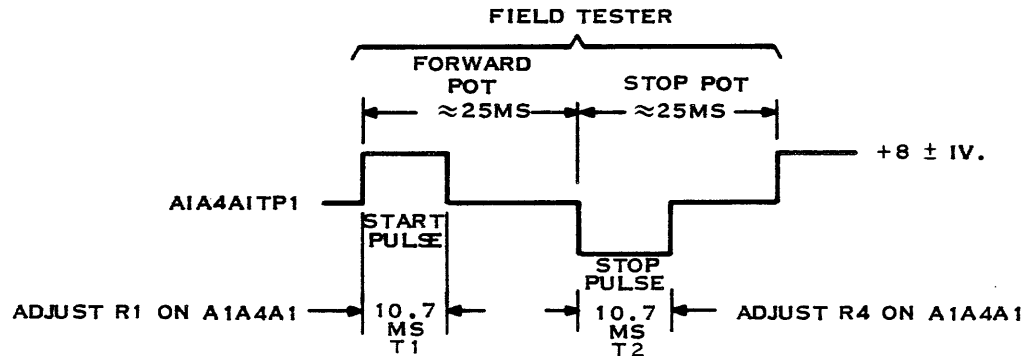 FIELD TESTER
FORWARD
POT
≈25MS
STOP POT
≈25MS
+8 ± IV.
A1A4A1TP1
START
PULSE
STOP
PULSE
ADJUST R1 ON A1A4A1
10.7
MS
T1
10.7
MS
T2
ADJUST R4 ON A1A4A1